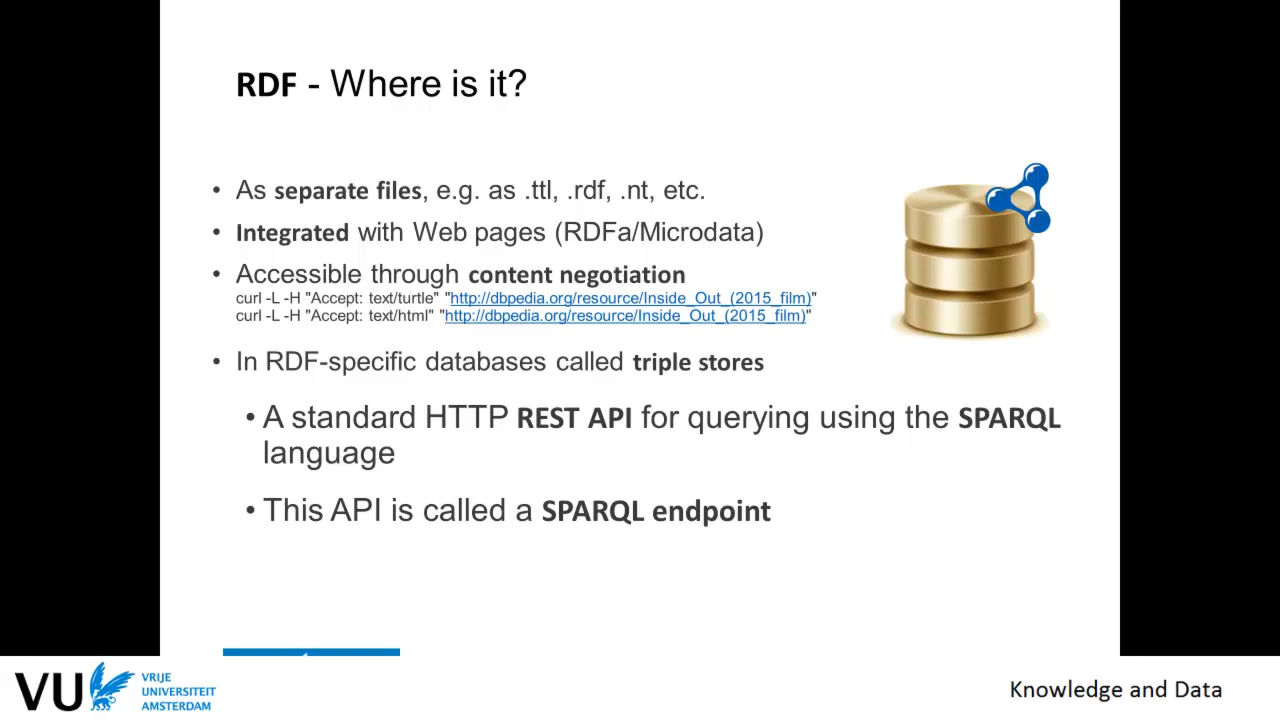 RDF - Where is it?
• As separate files, e.g. as .ttl, .rdf, .nt, etc.
• Integrated with Web pages (RDFa/Microdata)
• Accessible through content negotiation
curl -L -H "Accept: text/turtle" "http://dbpedia.org/resource/Inside_Out_(2015_film)"
curl -L -H "Accept: text/html" "http://dbpedia.org/resource/Inside_Out_(2015_film)"
• In RDF-specific databases called triple stores
• A standard HTTP REST API for querying using the SPARQL
language
• This API is called a SPARQL endpoint
VU
VRIJE
UNIVERSITEIT
AMSTERDAM
Knowledge and Data